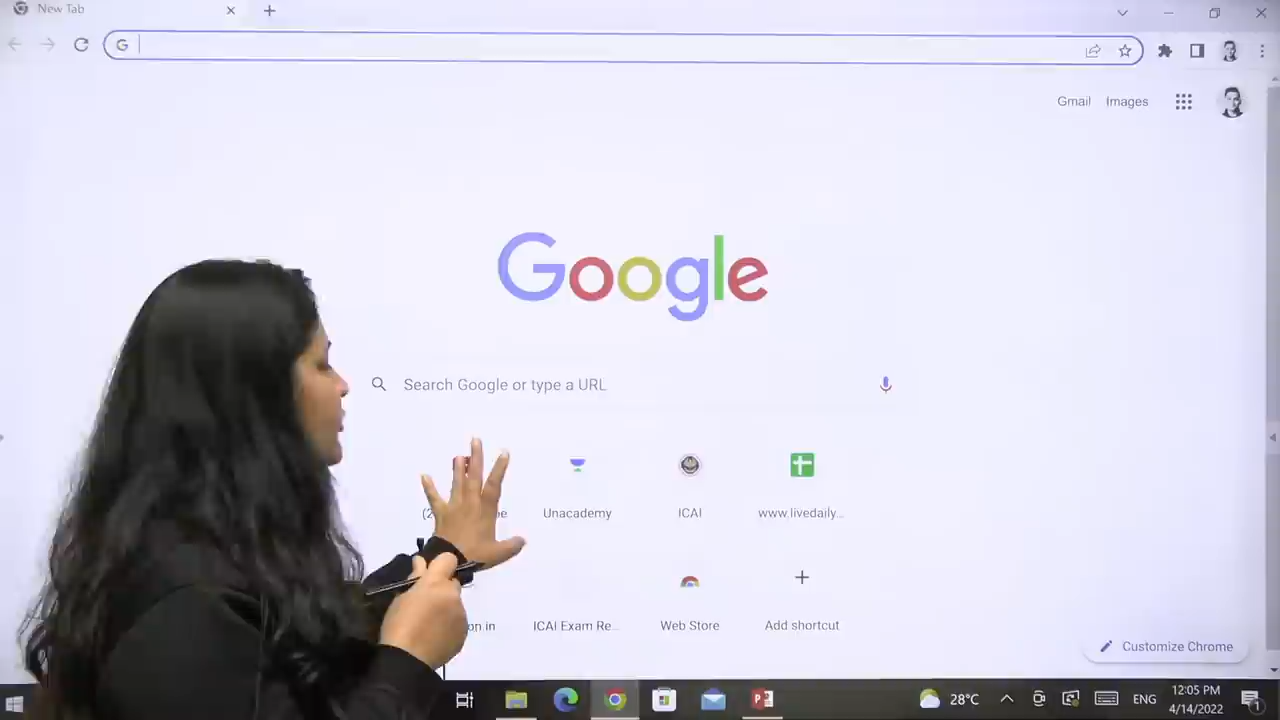 New Tab
G
Gmail Images
Google
Search Google or type a URL
Unacademy ICAI www.livedaily...
ICAI Exam Re... Web Store Add shortcut
Customize Chrome
28°C ENG 12:05 PM
4/14/2022
1